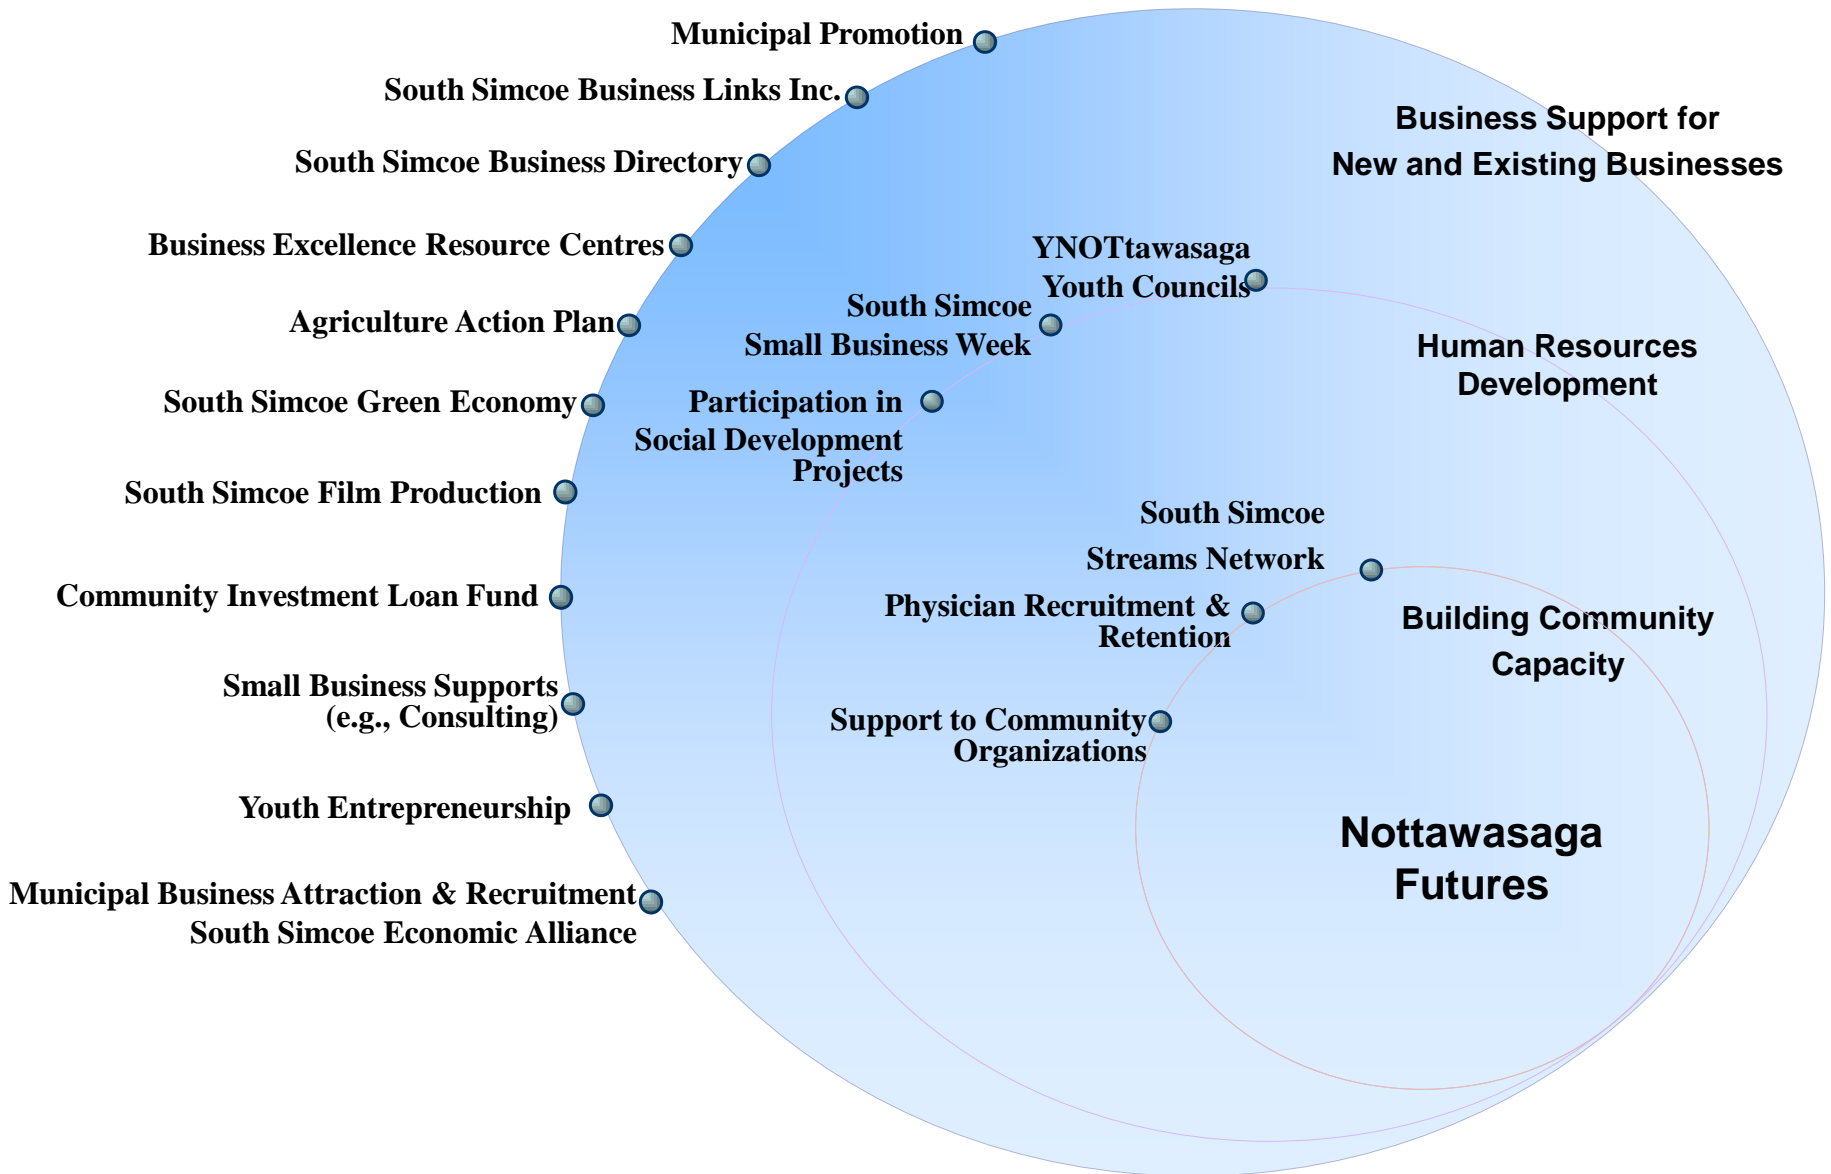 Municipal Promotion
South Simcoe Business Links Inc.
South Simcoe Business Directory
Business Excellence Resource Centres
Agriculture Action Plan
South Simcoe Green Economy
South Simcoe Film Production
Community Investment Loan Fund
Small Business Supports
(e.g., Consulting)
Youth Entrepreneurship
Municipal Business Attraction & Recruitment
South Simcoe Economic Alliance
Business Support for
New and Existing Businesses
YNOTtawasaga
Youth Councils
South Simcoe
Small Business Week
Participation in
Social Development
Projects
Human Resources
Development
South Simcoe
Streams Network
Physician Recruitment &
Retention
Support to Community
Organizations
Building Community
Capacity
Nottawasaga
Futures